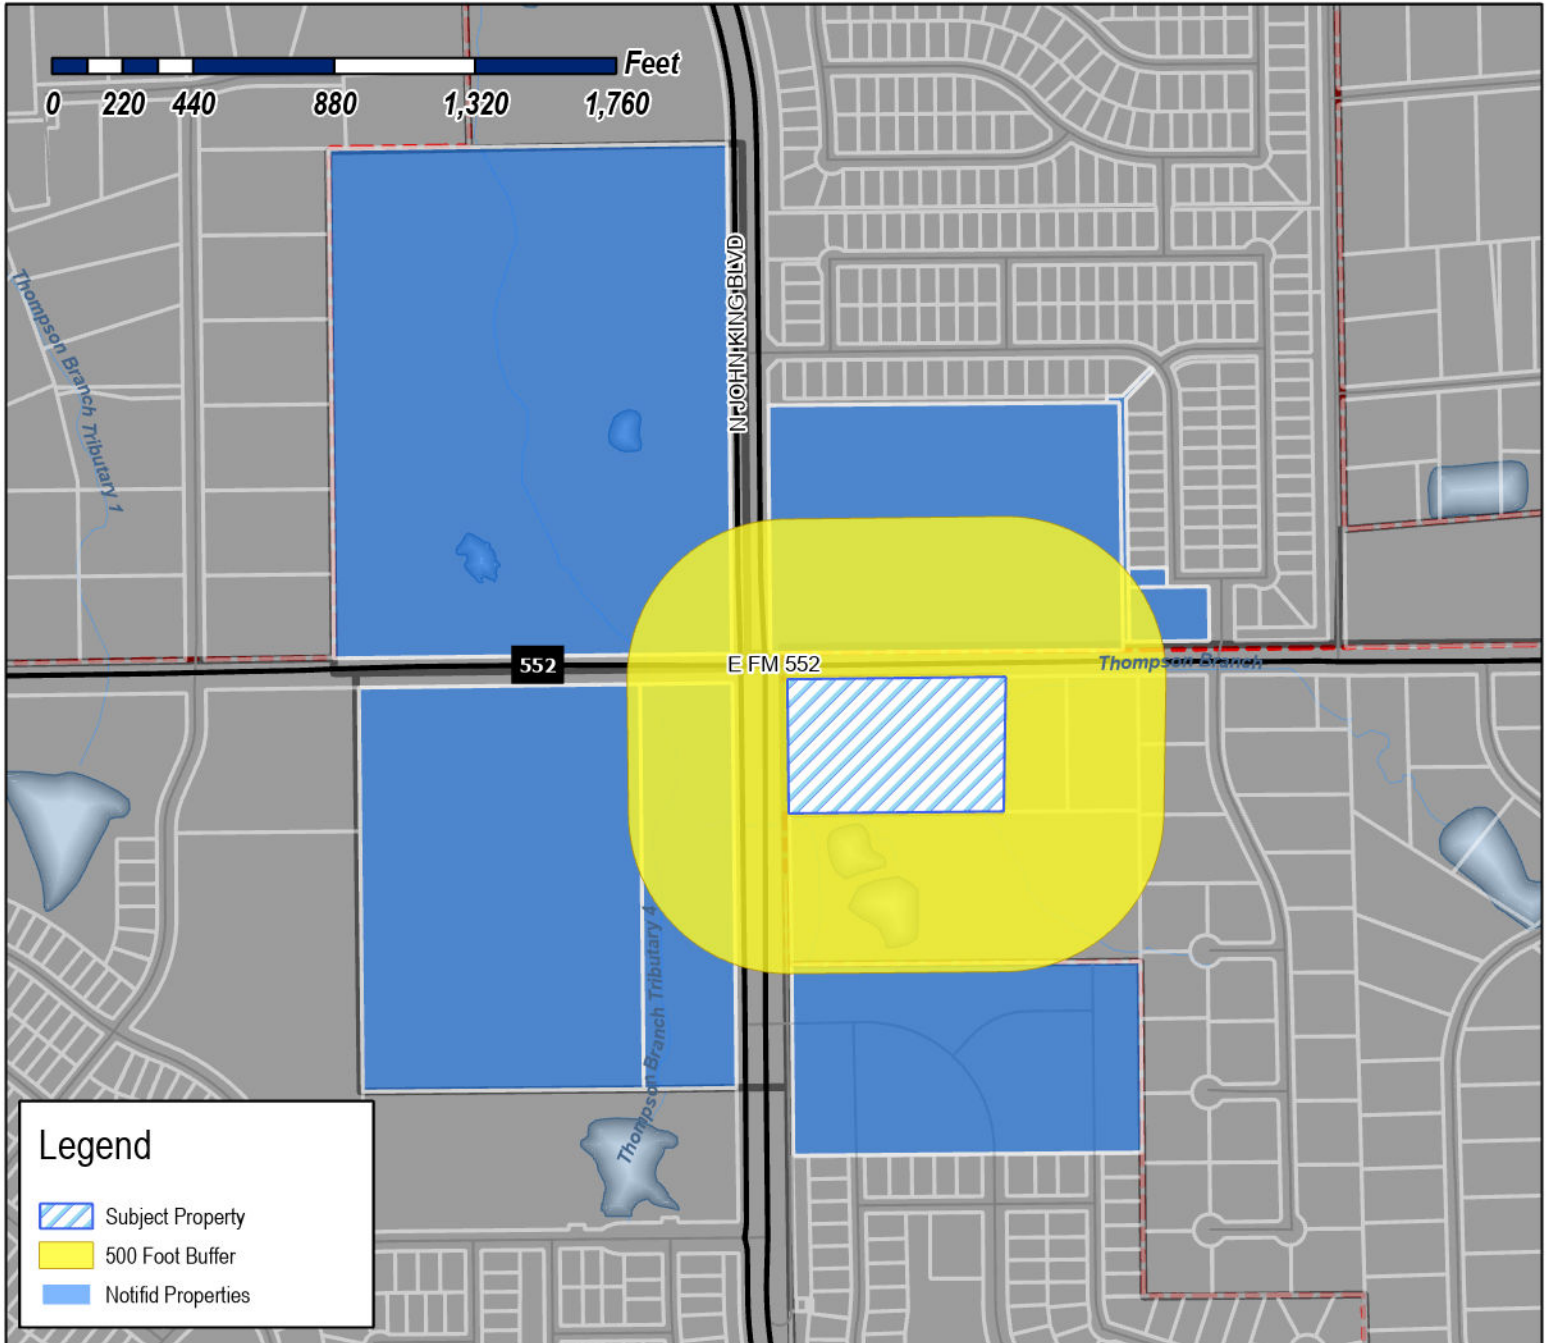 Feet
0 220 440 880 1,320 1,760
N JOHN KING BLVD
Thompson Branch Tributary 1
552
E FM 552
Thompson Branch
Thompson Branch Tributary 4
Legend
Subject Property
500 Foot Buffer
Notifid Properties